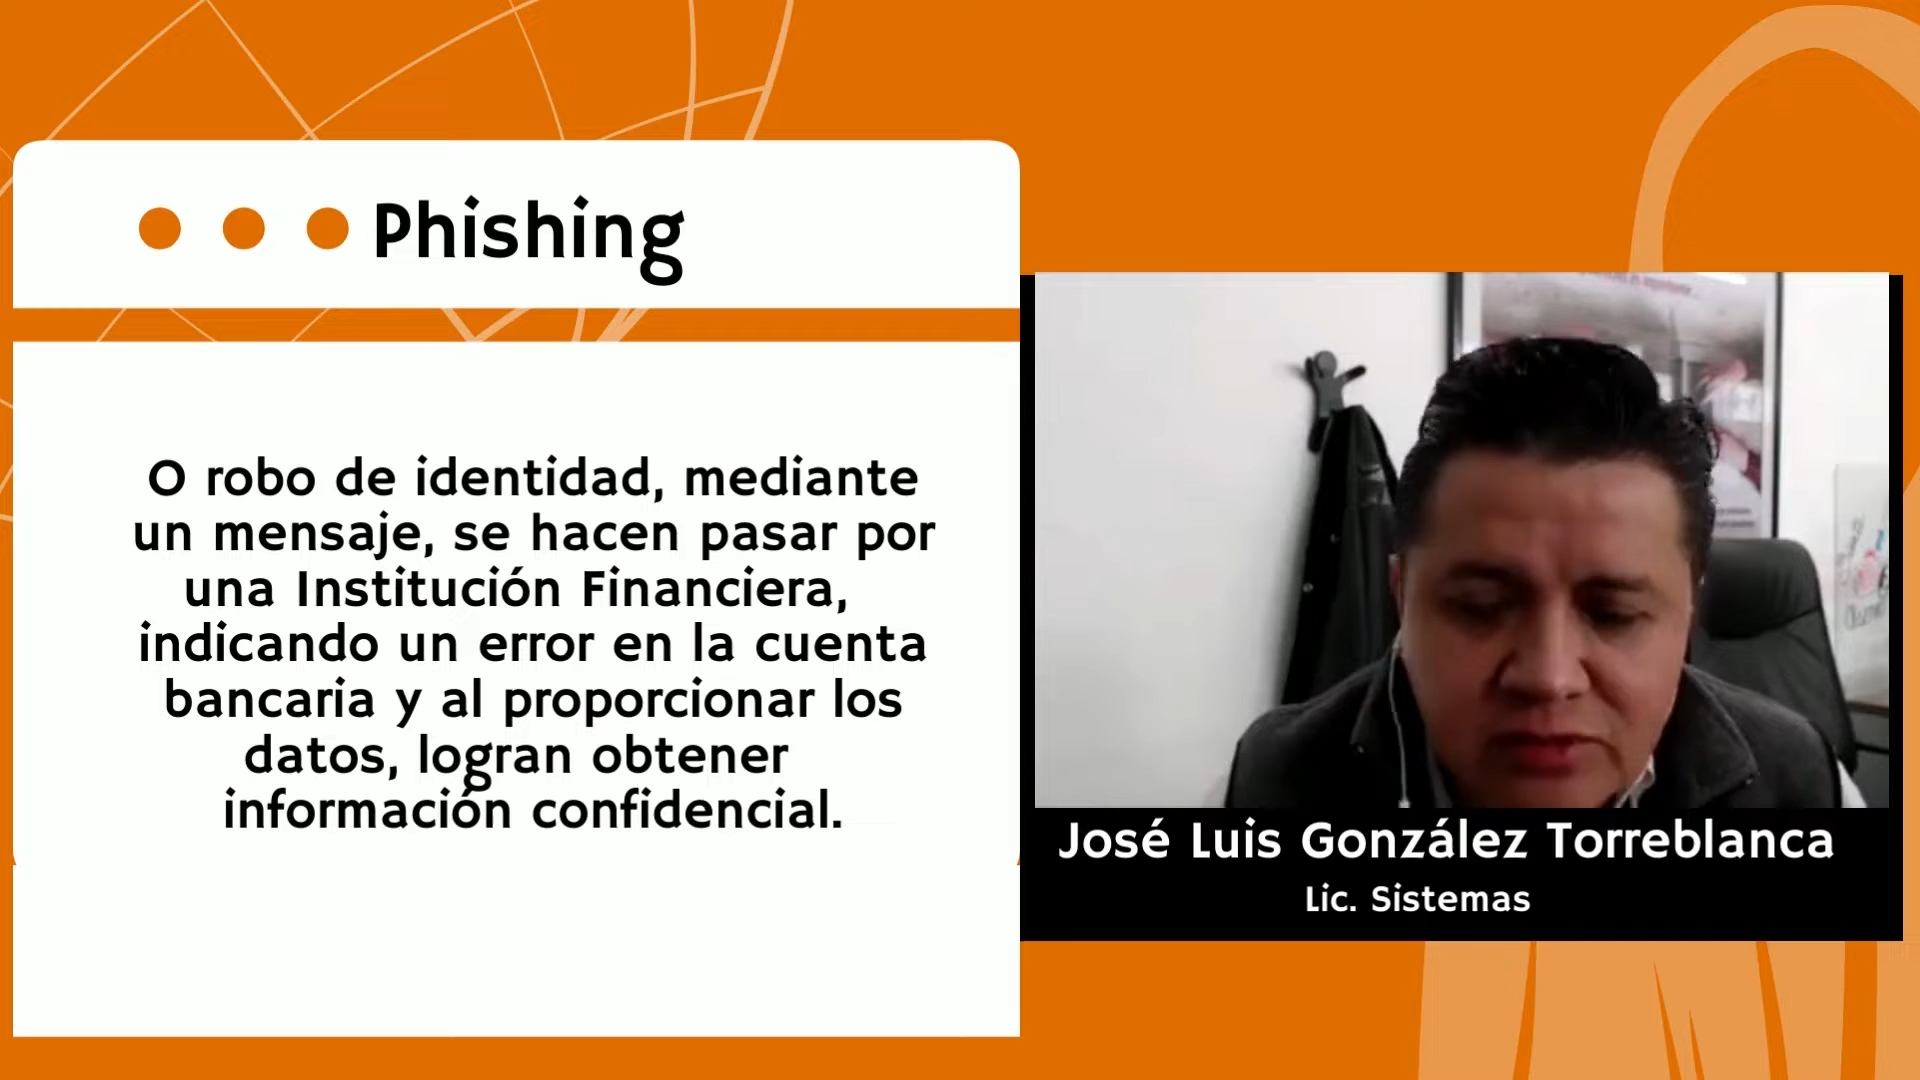 Phishing
O robo de identidad, mediante
un mensaje, se hacen pasar por
una Institución Financiera,
indicando un error en la cuenta
bancaria y al proporcionar los
datos, logran obtener
información confidencial.
José Luis González Torreblanca
Lic. Sistemas